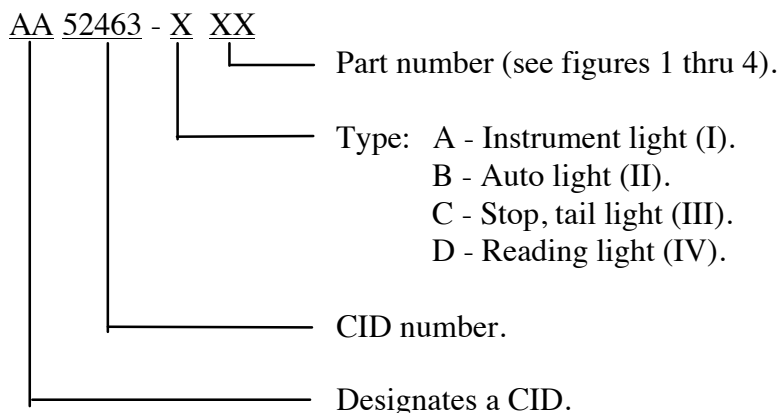 AA 52463 - X XX
Part number (see figures 1 thru 4).
Type: A - Instrument light (I).
B - Auto light (II).
C - Stop, tail light (III).
D - Reading light (IV).
CID number.
Designates a CID.